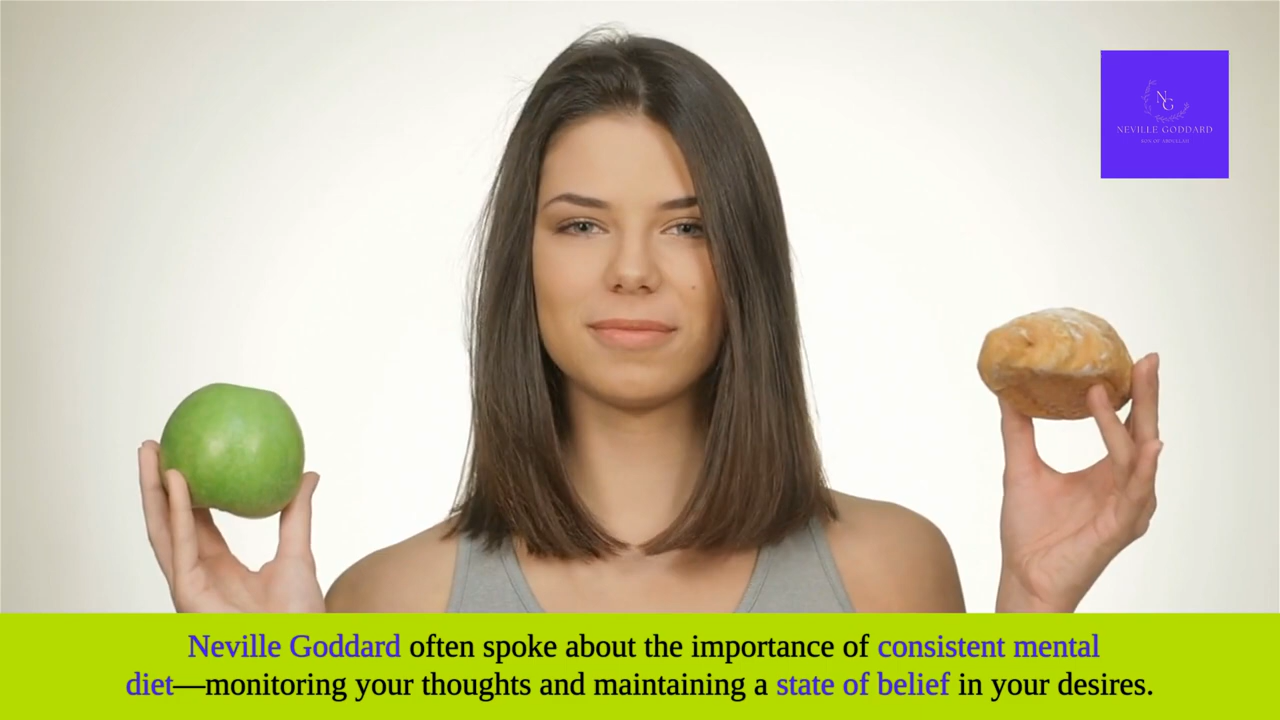 NG
NEVILLE GODDARD
Neville Goddard often spoke about the importance of consistent mental
diet—monitoring your thoughts and maintaining a state of belief in your desires.